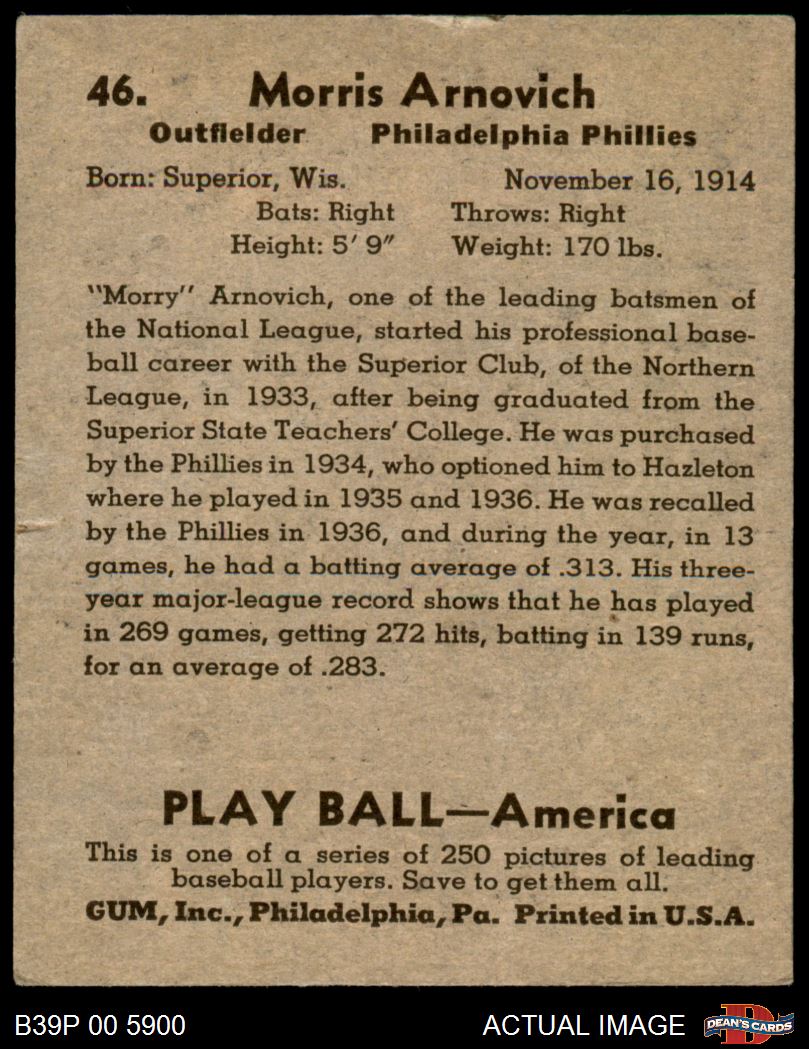 46. Morris Arnovich
Outfielder Philadelphia Phillies
Born: Superior, Wis. November 16, 1914
Bats: Right Throws: Right
Height: 5′ 9″ Weight: 170 lbs.
"Morry" Arnovich, one of the leading batsmen of
the National League, started his professional base-
ball career with the Superior Club, of the Northern
League, in 1933, after being graduated from the
Superior State Teachers' College. He was purchased
by the Phillies in 1934, who optioned him to Hazleton
where he played in 1935 and 1936. He was recalled
by the Phillies in 1936, and during the year, in 13
games, he had a batting average of .313. His three-
year major-league record shows that he has played
in 269 games, getting 272 hits, batting in 139 runs,
for an average of .283.
PLAY BALL—America
This is one of a series of 250 pictures of leading
baseball players. Save to get them all.
GUM, Inc., Philadelphia, Pa. Printed in U.S.A.
B39P 00 5900 ACTUAL IMAGE
D
DEAN'S CARDS